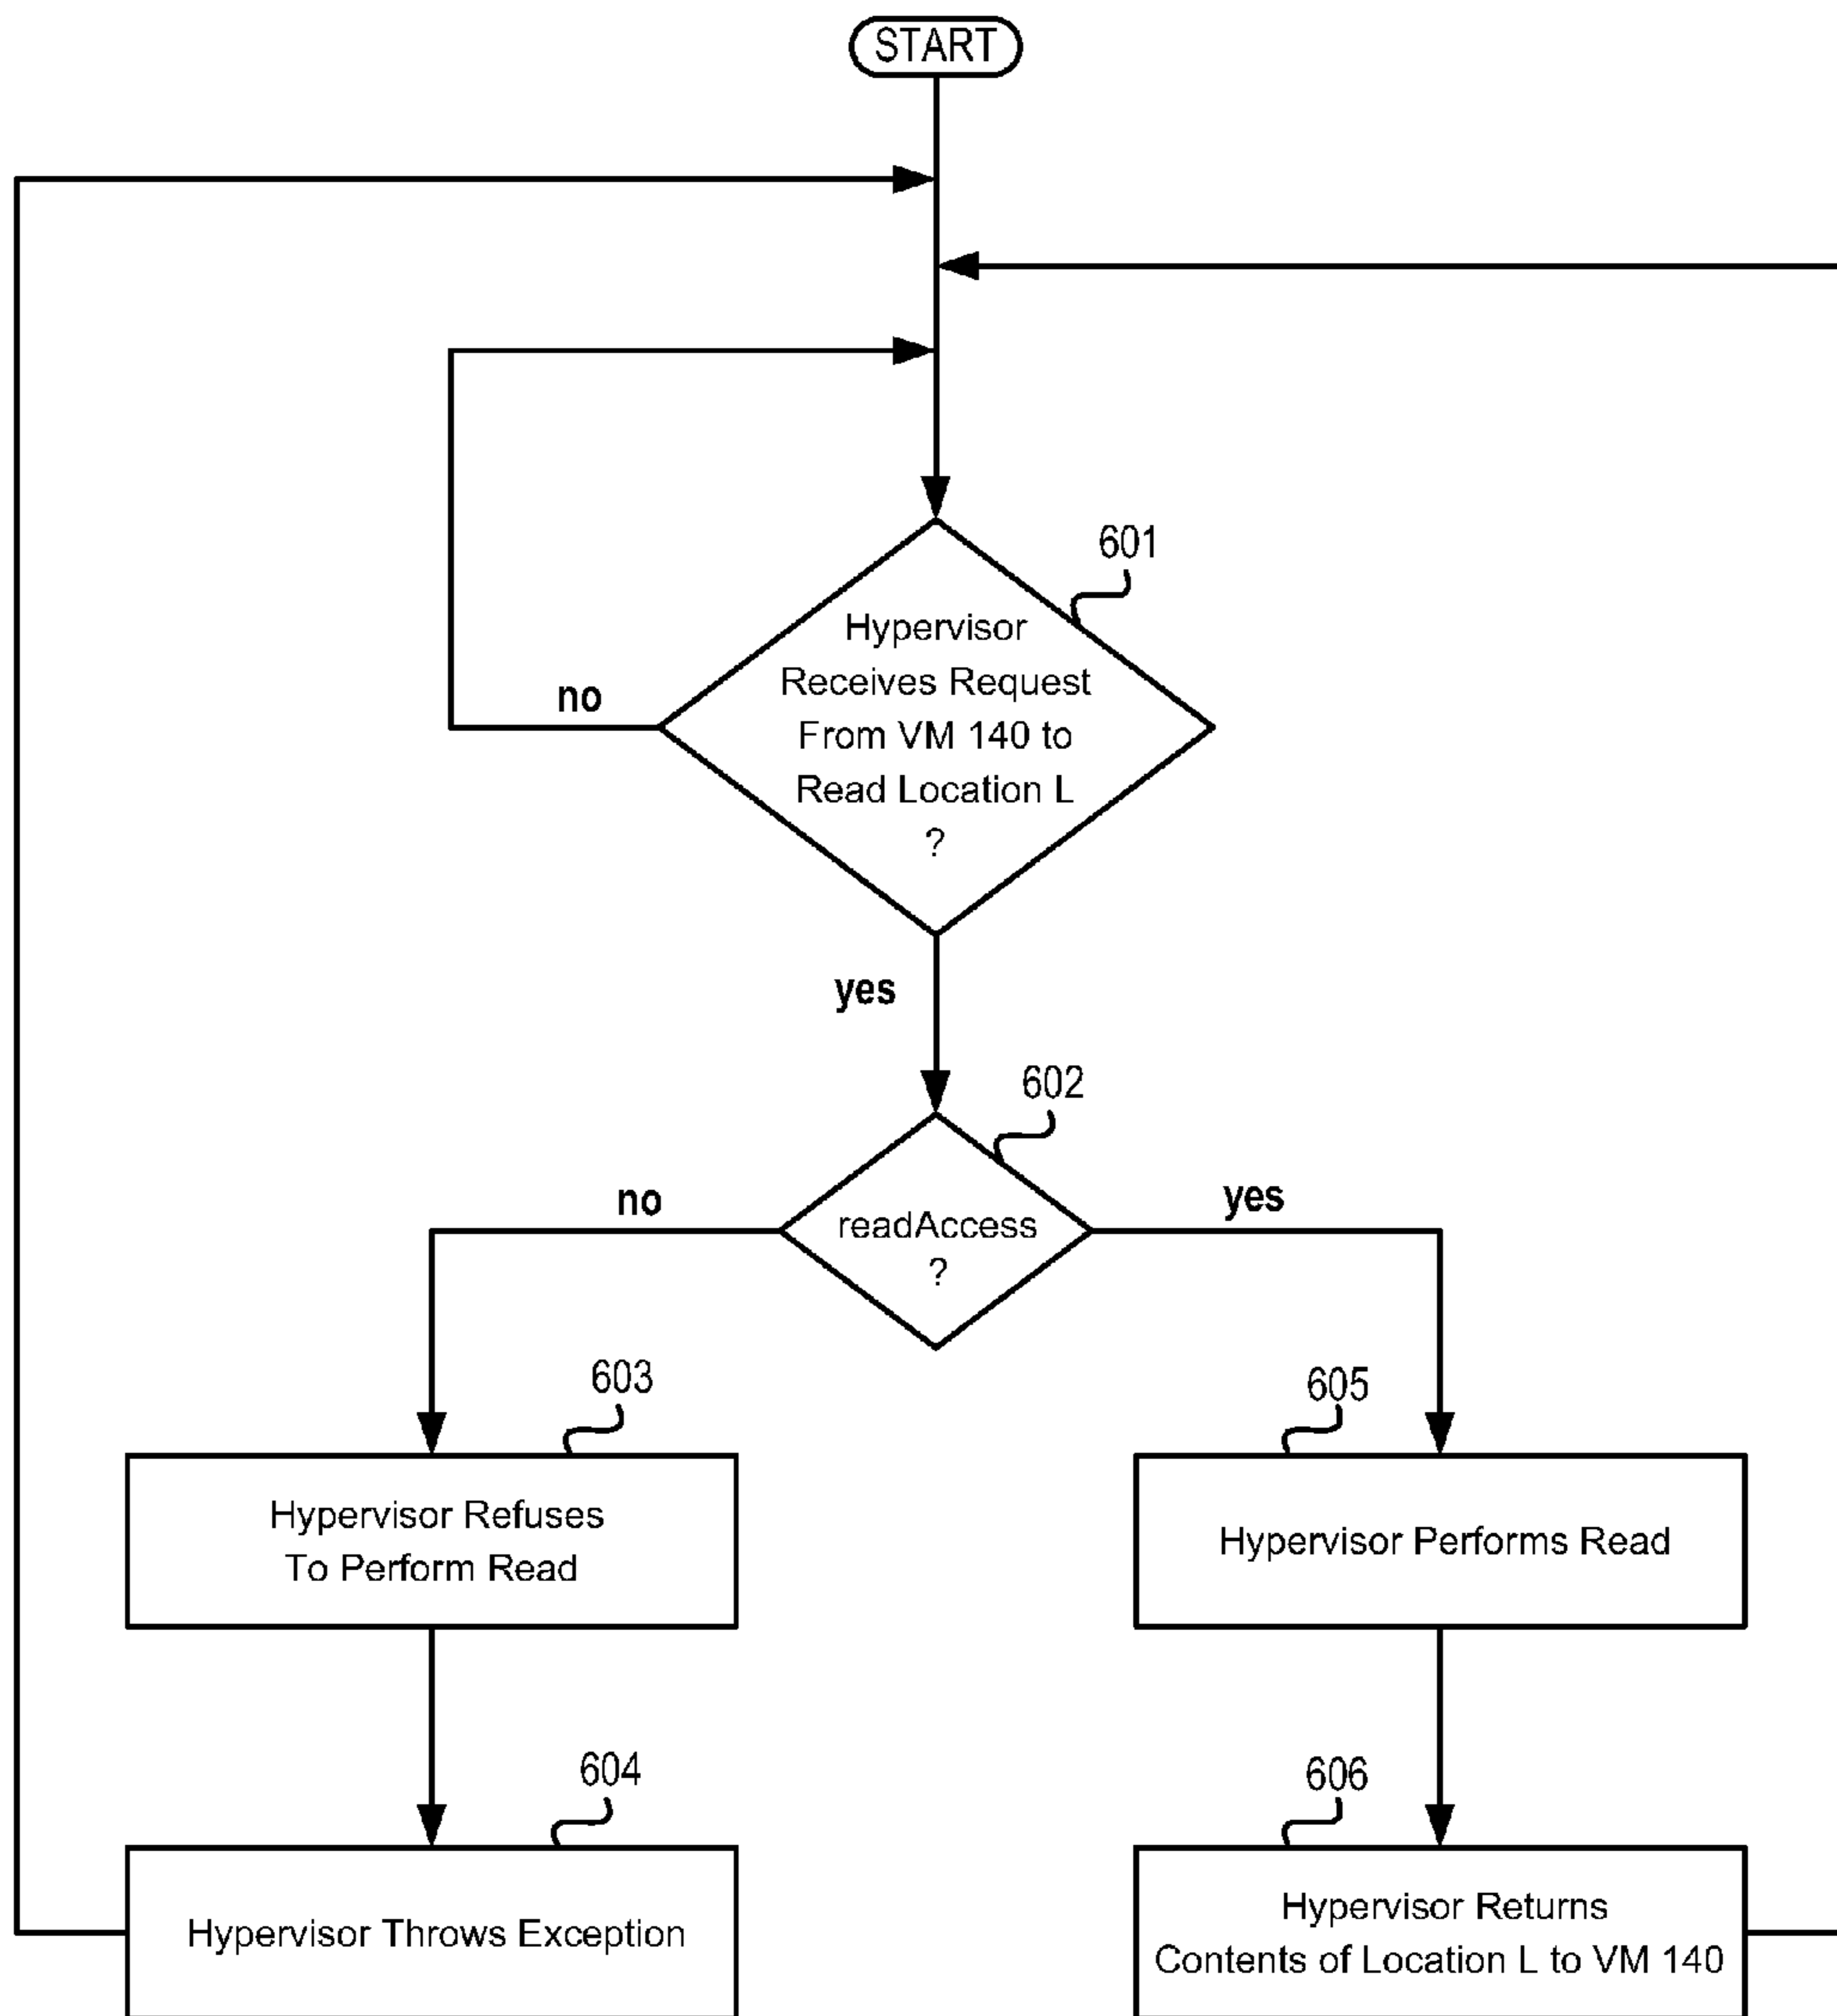 START
601
Hypervisor
Receives Request
From VM 140 to
Read Location L
?
no
yes
602
readAccess
?
no
yes
603
605
Hypervisor Refuses
To Perform Read
Hypervisor Performs Read
604
606
Hypervisor Throws Exception
Hypervisor Returns
Contents of Location L to VM 140